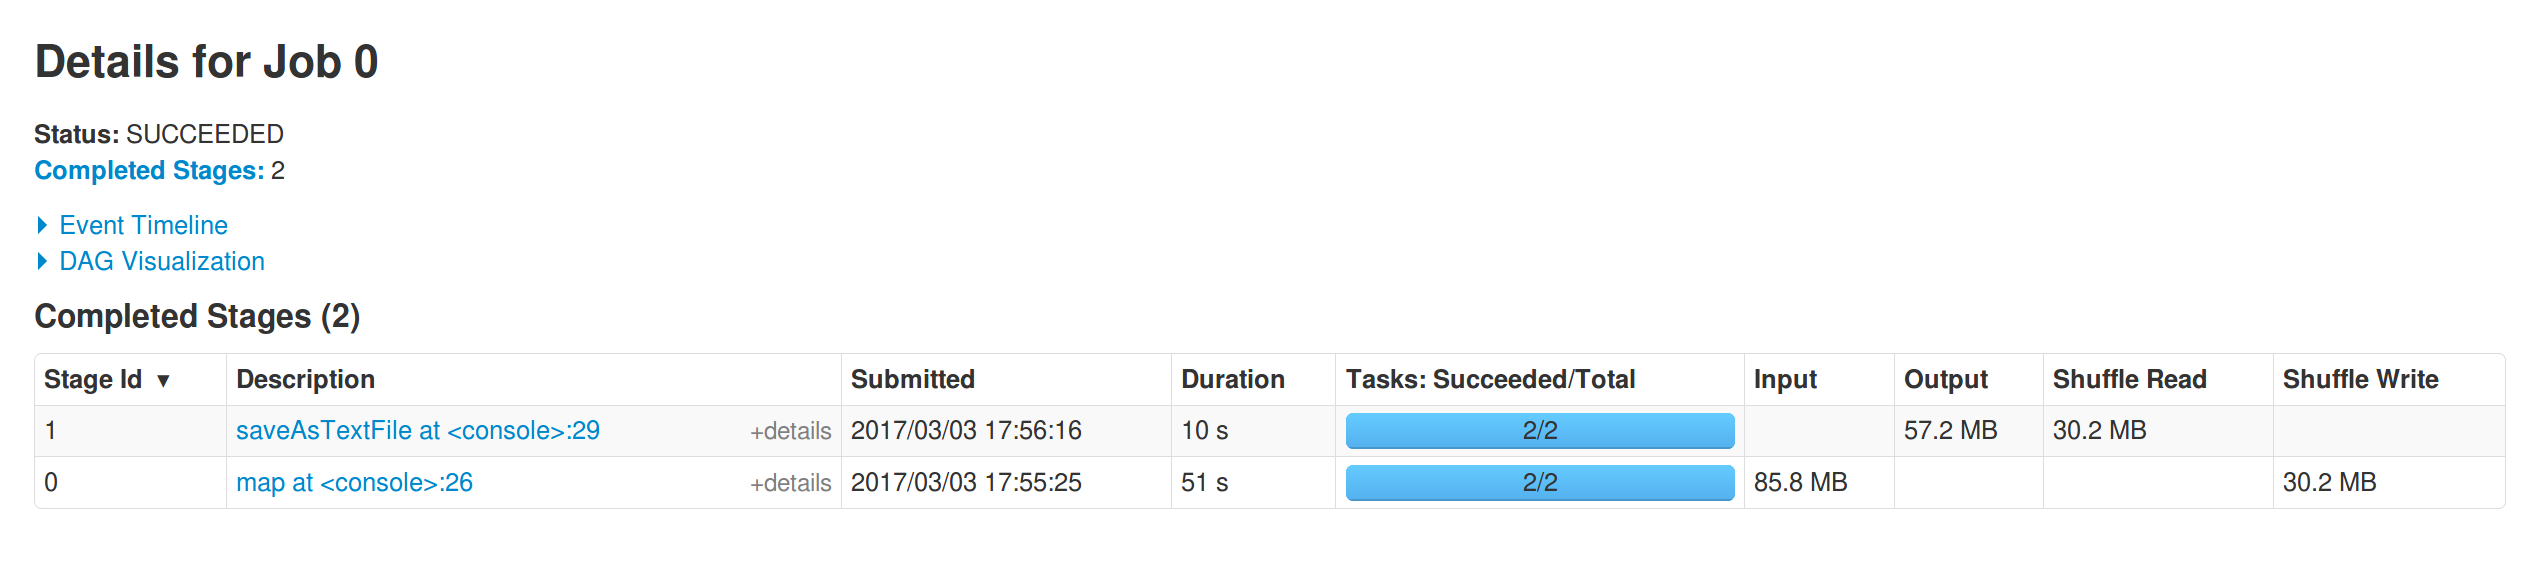 Details for Job 0
Status: SUCCEEDED
Completed Stages: 2
Event Timeline
DAG Visualization
Completed Stages (2)
Stage Id ▼ Description Submitted Duration Tasks: Succeeded/Total Input Output Shuffle Read Shuffle Write
1 saveAsTextFile at <console>:29 +details 2017/03/03 17:56:16 10 s 2/2 57.2 MB 30.2 MB
0 map at <console>:26 +details 2017/03/03 17:55:25 51 s 2/2 85.8 MB 30.2 MB